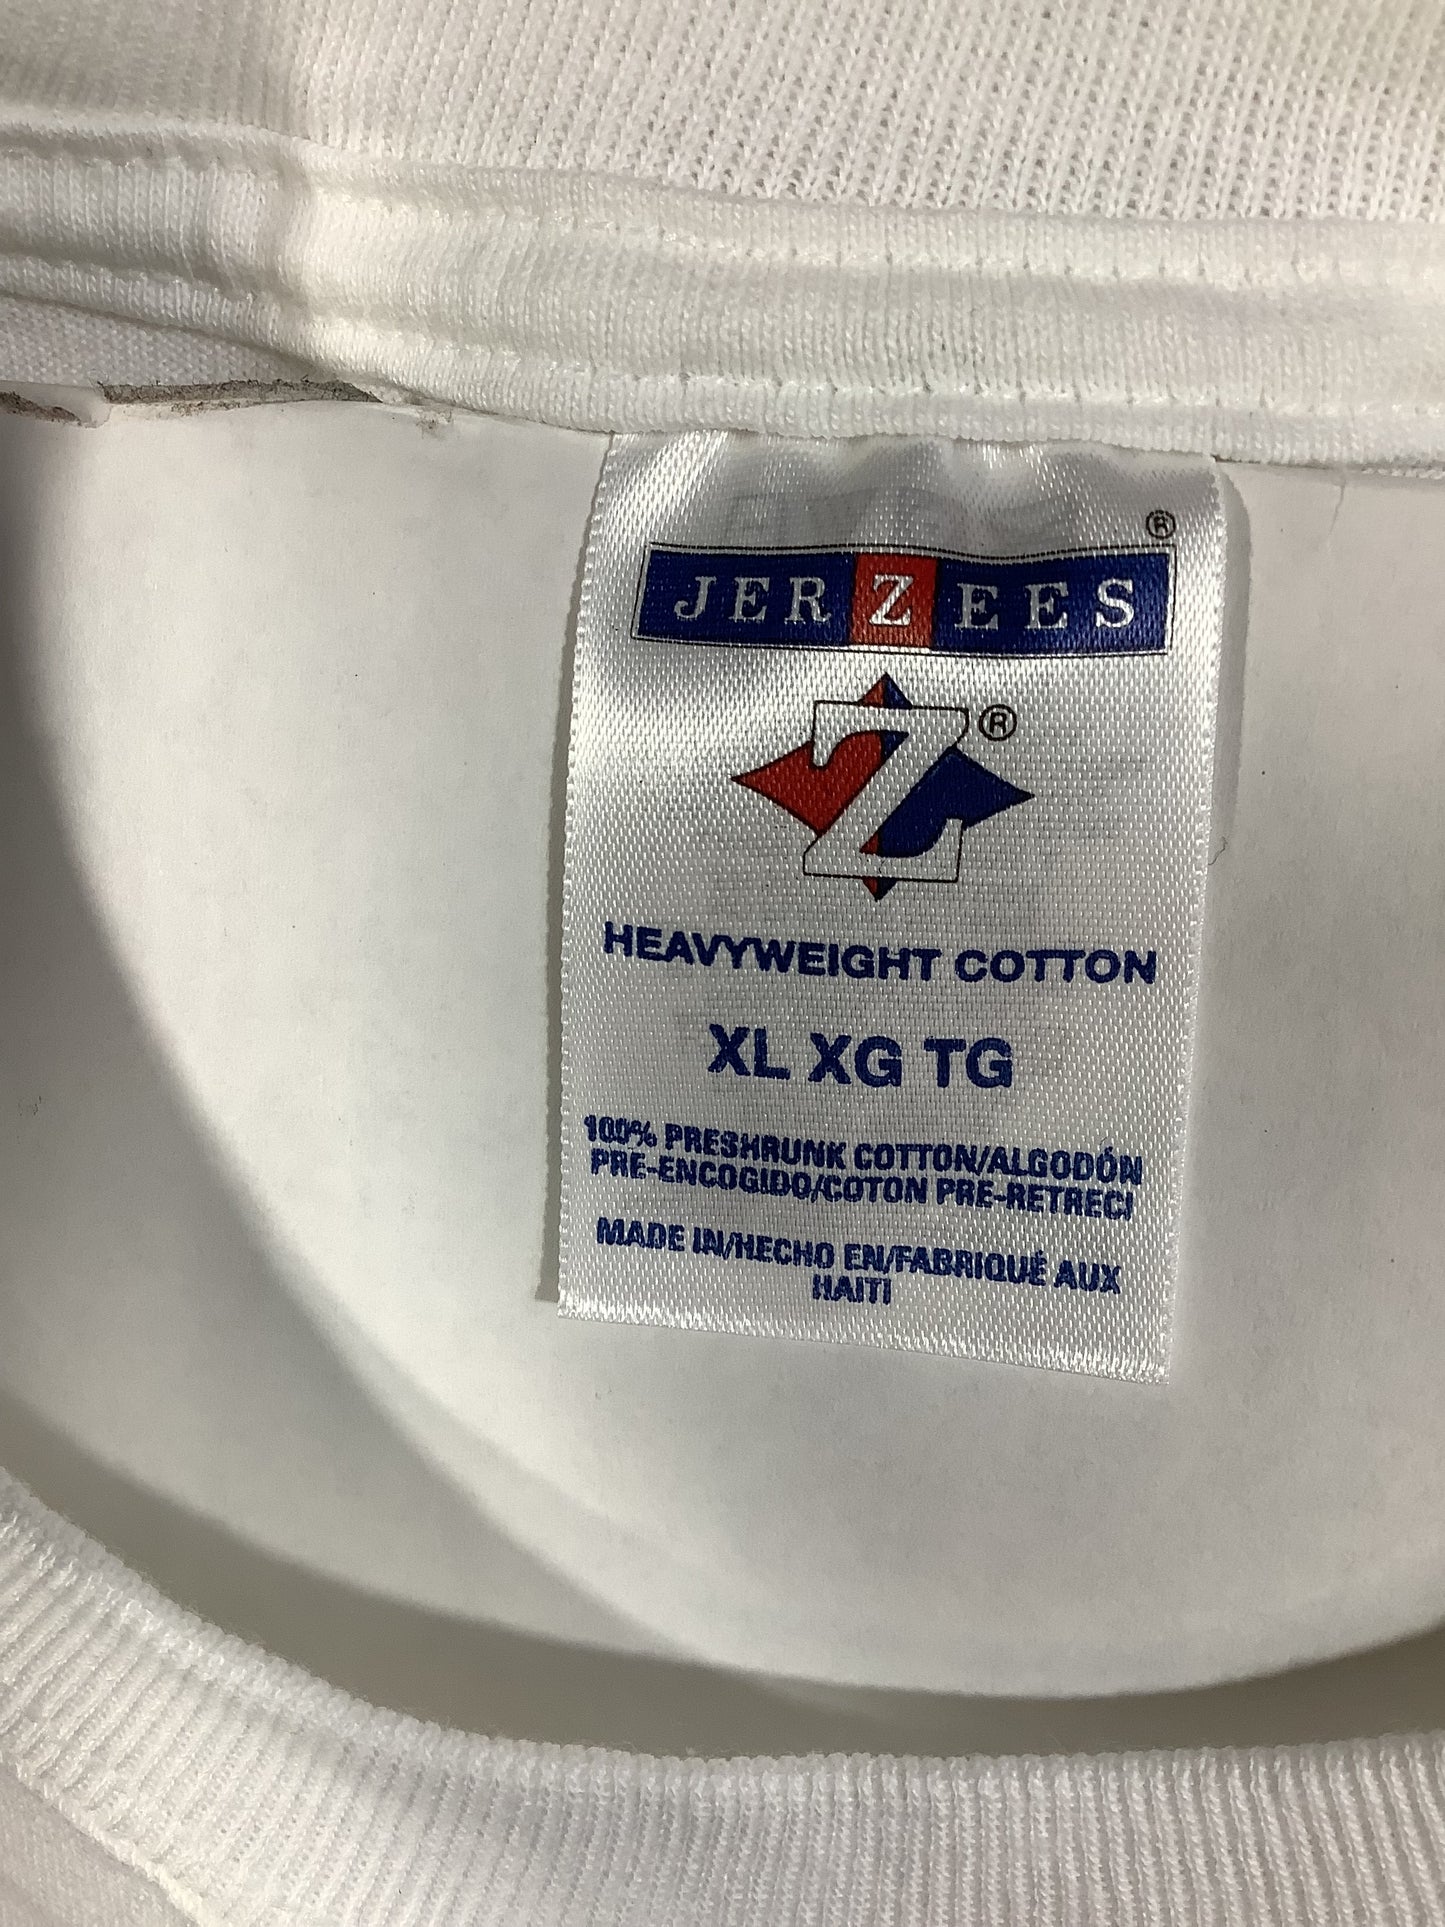 ®
JERZEES
Z®
HEAVYWEIGHT COTTON
XL XG TG
100% PRESHRUNK COTTON/ALGODÓN
PRE-ENCOGIDO/COTON PRE-RETRECI
MADE IN/HECHO EN/FABRIQUÉ AUX
HAITI